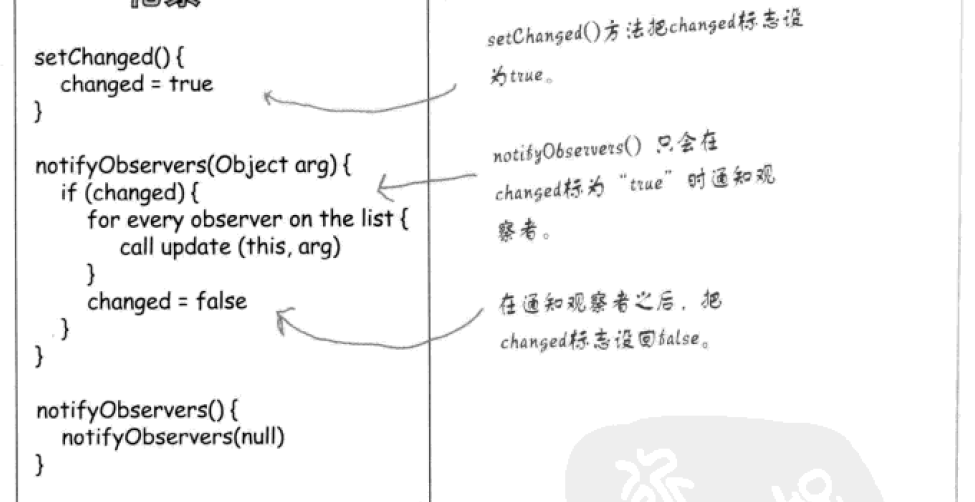 setChanged() {
changed = true
}
notifyObservers(Object arg) {
if (changed) {
for every observer on the list {
call update (this, arg)
}
changed = false
}
}
notifyObservers() {
notifyObservers(null)
}
setChanged()方法把changed标志设
为true。
notifyObservers() 只会在
changed标为“true”时通知观
察者。
在通知观察者之后，把
changed标志设回false。